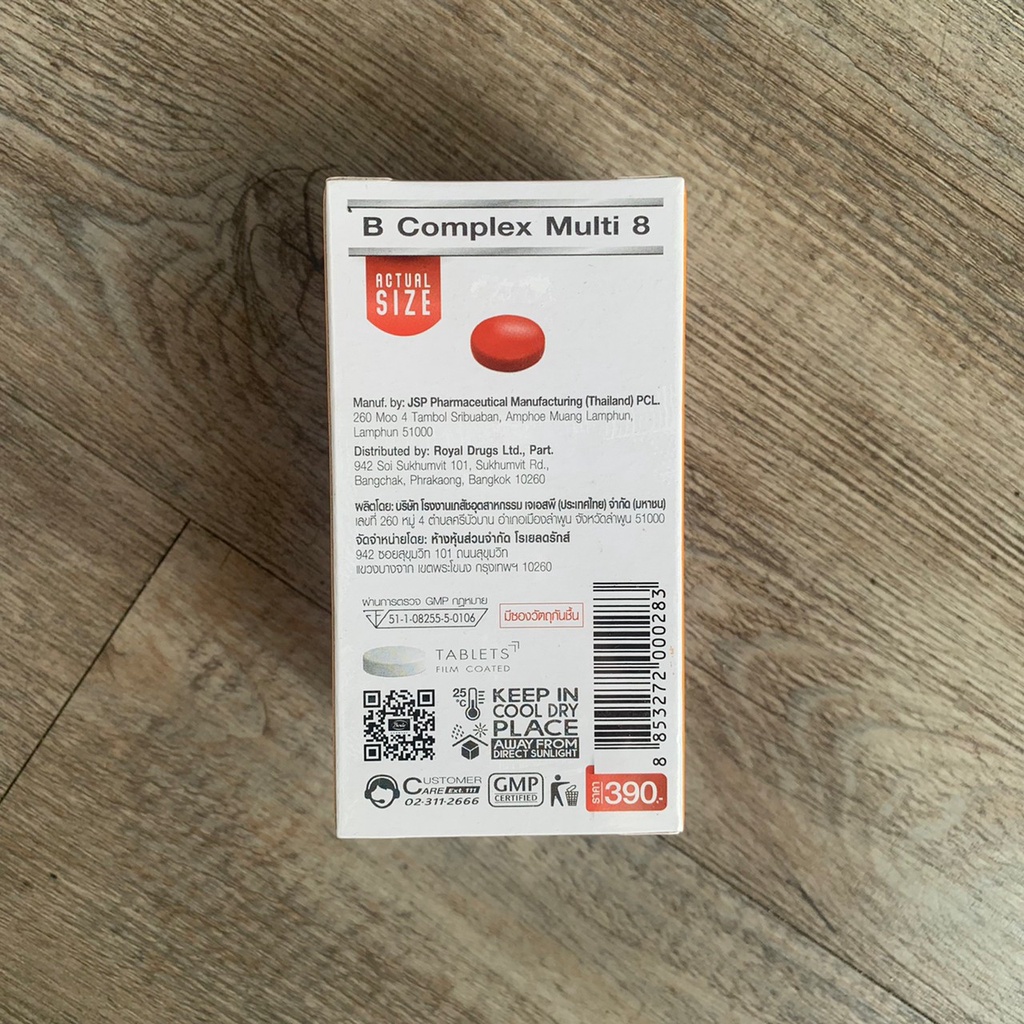 B Complex Multi 8
ACTUAL
SIZE
Manuf. by: JSP Pharmaceutical Manufacturing (Thailand) PCL.
260 Moo 4 Tambol Sribuaban, Amphoe Muang Lamphun,
Lamphun 51000
Distributed by: Royal Drugs Ltd., Part.
942 Soi Sukhumvit 101, Sukhumvit Rd.,
Bangchak, Phrakaong, Bangkok 10260
ผลิตโดย: บริษัท โรงงานเภสัชอุตสาหกรรม เจเอสพี (ประเทศไทย) จำกัด (มหาชน)
เลขที่ 260 หมู่ 4 ตำบลศรีบัวบาน อำเภอเมืองลำพูน จังหวัดลำพูน 51000
จัดจำหน่ายโดย: ห้างหุ้นส่วนจำกัด โรเยลดรักส์
942 ซอยสุขุมวิท 101 ถนนสุขุมวิท
แขวงบางจาก เขตพระโขนง กรุงเทพฯ 10260
ผ่านการตรวจ GMP กฎหมาย
51-1-08255-5-0106
มีซองวัตถุกันชื้น
TABLETS
FILM COATED
25 °C
KEEP IN
COOL DRY
PLACE
AWAY FROM
DIRECT SUNLIGHT
8 853272 000283
CUSTOMER
CARE Ext. 111
02-311-2666
GMP
CERTIFIED
ราคา 390.-